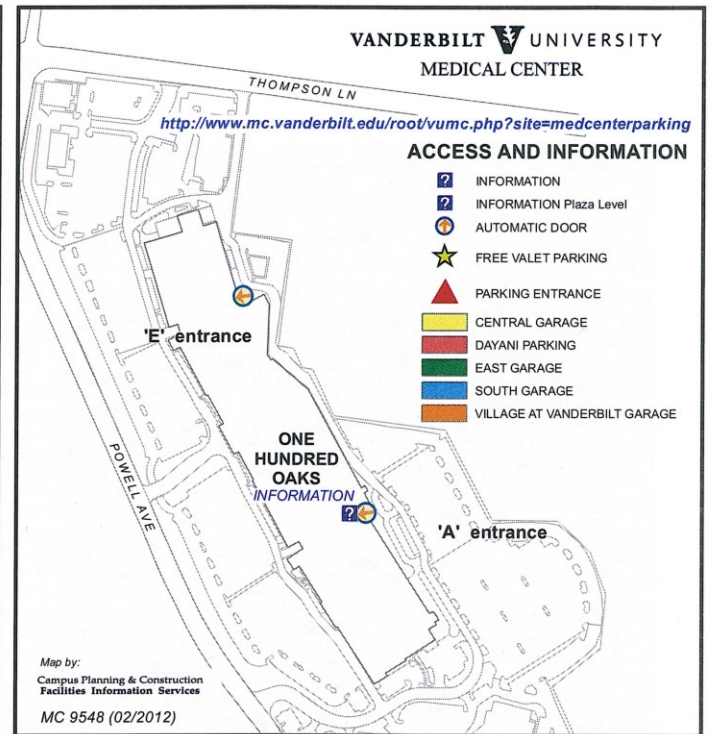 VANDERBILT V UNIVERSITY
MEDICAL CENTER
THOMPSON LN
http://www.mc.vanderbilt.edu/root/vumc.php?site=medcenterparking
ACCESS AND INFORMATION
? INFORMATION
? INFORMATION Plaza Level
AUTOMATIC DOOR
FREE VALET PARKING
PARKING ENTRANCE
CENTRAL GARAGE
DAYANI PARKING
EAST GARAGE
SOUTH GARAGE
VILLAGE AT VANDERBILT GARAGE
'E' entrance
POWELL AVE
ONE
HUNDRED
OAKS
INFORMATION
?
'A' entrance
Map by:
Campus Planning & Construction
Facilities Information Services
MC 9548 (02/2012)